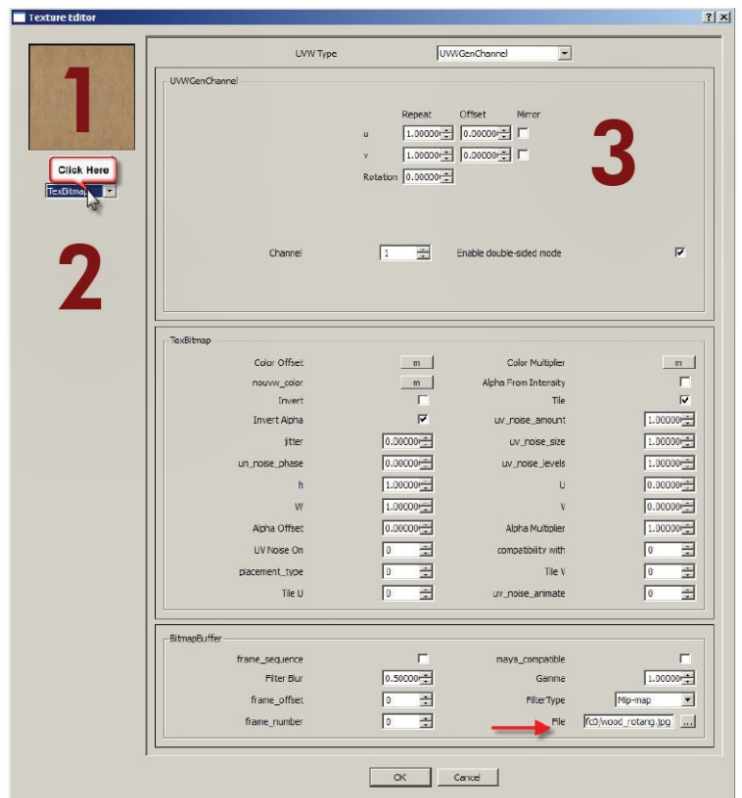 Texture Editor
1
Click Here
TexBitmap
2
UVW Type UVWGenChannel
UVWGenChannel
Repeat Offset Mirror
u 1.00000 0.00000
v 1.00000 0.00000
Rotation 0.00000
3
Channel 1 Enable double-sided mode
TexBitmap
Color Offset m Color Multiplier m
nouvw_color m Alpha From Intensity
Invert Tile
Invert Alpha uv_noise_amount 1.00000
jitter 0.00000 uv_noise_size 1.00000
un_noise_phase 0.00000 uv_noise_levels 1.00000
h 1.00000 U 0.00000
W 1.00000 V 0.00000
Alpha Offset 0.00000 Alpha Multiplier 1.00000
UV Noise On 0 compatibility with 0
placement_type 0 Tile V 0
Tile U 0 uv_noise_animate 0
BitmapBuffer
frame_sequence maya_compatible
Filter Blur 0.50000 Gamma 1.00000
frame_offset 0 FilterType Mip-map
frame_number 0 File fc0/wood_rotang.jpg ...
OK Cancel